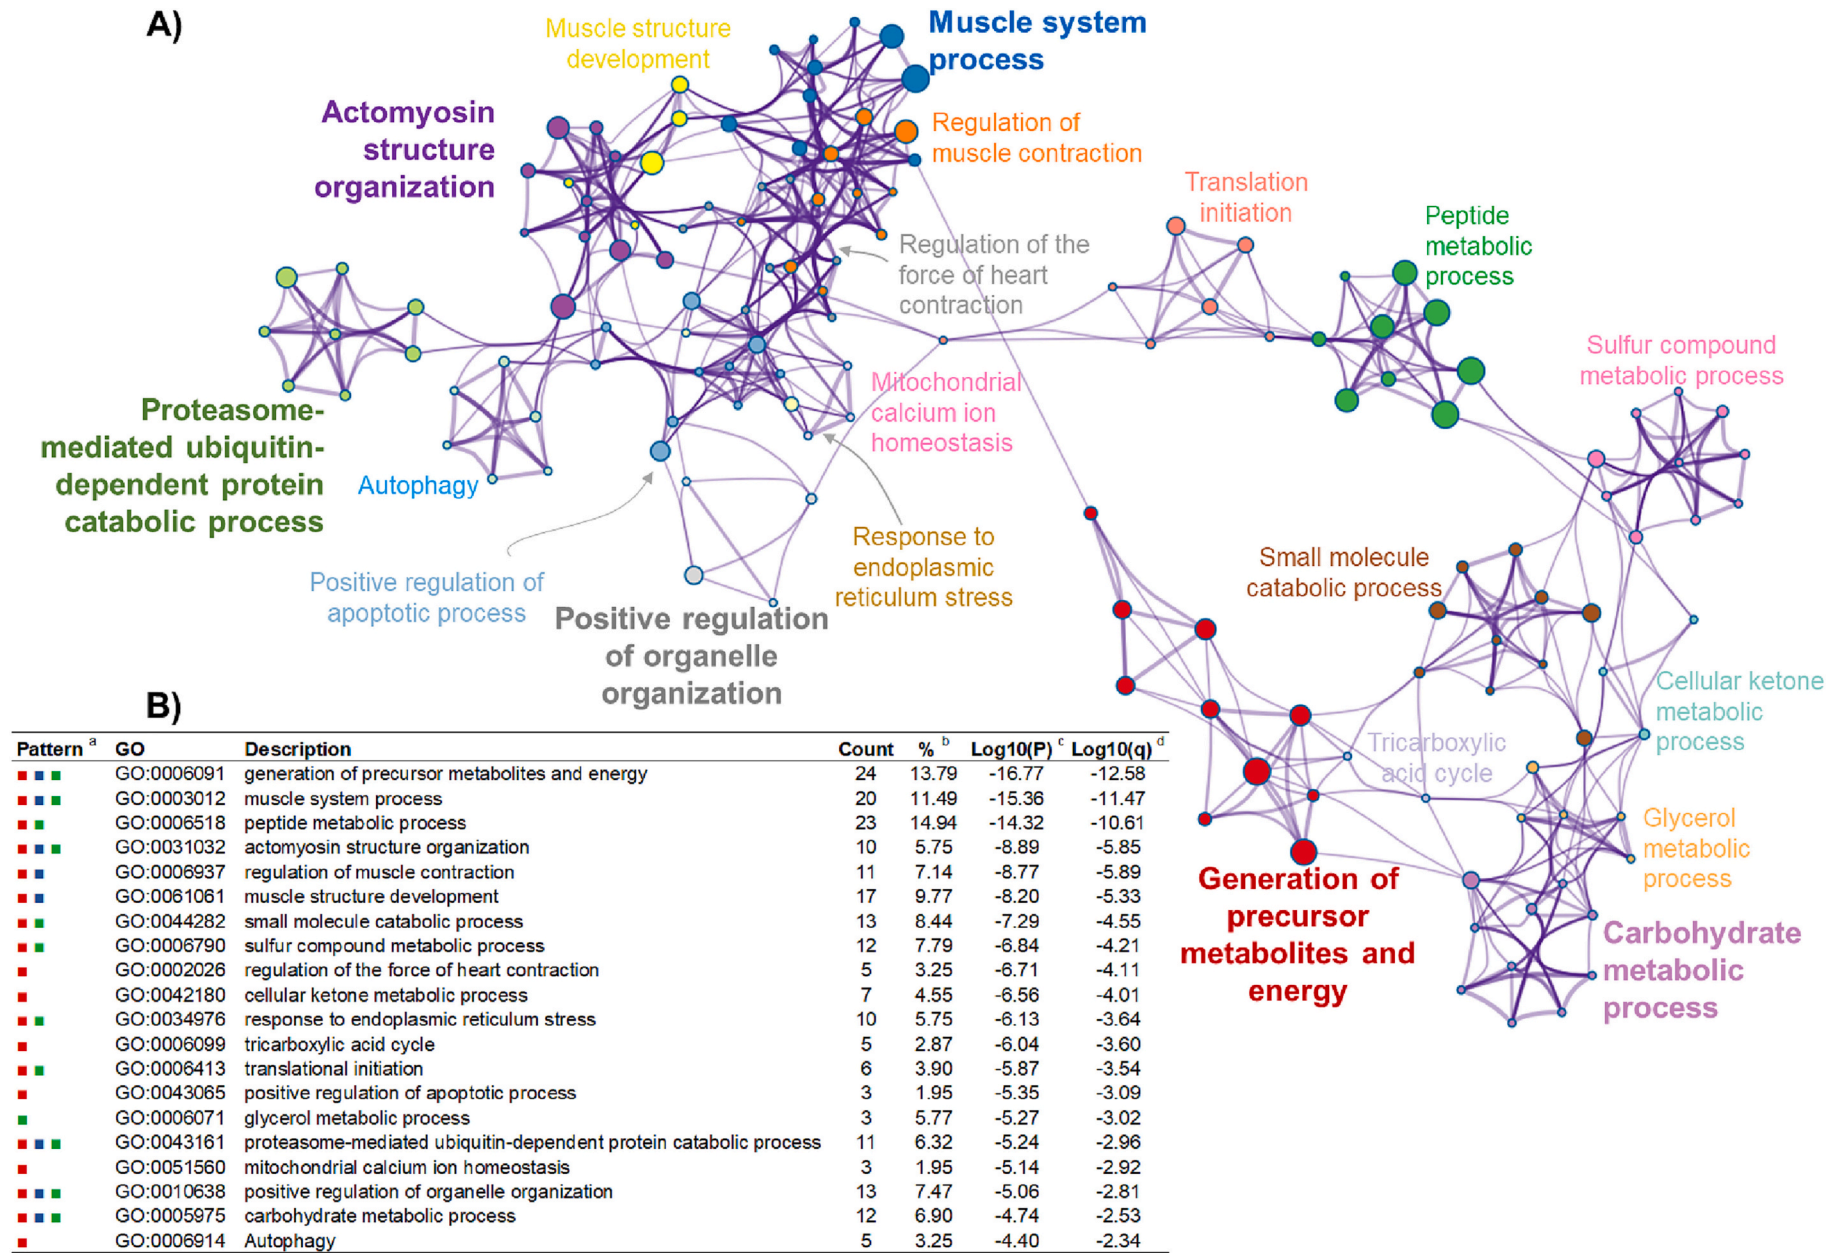 A)
Muscle structure
development
Muscle system
process
Actomyosin
structure
organization
Regulation of
muscle contraction
Translation
initiation
Peptide
metabolic
process
Regulation of the
force of heart
contraction
Sulfur compound
metabolic process
Mitochondrial
calcium ion
homeostasis
Proteasome-
mediated ubiquitin-
dependent protein
catabolic process
Autophagy
Response to
endoplasmic
reticulum stress
Small molecule
catabolic process
Positive regulation of
apoptotic process
Positive regulation
of organelle
organization
Cellular ketone
metabolic
process
Tricarboxylic
acid cycle
Glycerol
metabolic
process
Generation of
precursor
metabolites and
energy
Carbohydrate
metabolic
process
B)
Pattern a GO Description Count % b Log10(P) c Log10(q) d
GO:0006091 generation of precursor metabolites and energy 24 13.79 -16.77 -12.58
GO:0003012 muscle system process 20 11.49 -15.36 -11.47
GO:0006518 peptide metabolic process 23 14.94 -14.32 -10.61
GO:0031032 actomyosin structure organization 10 5.75 -8.89 -5.85
GO:0006937 regulation of muscle contraction 11 7.14 -8.77 -5.89
GO:0061061 muscle structure development 17 9.77 -8.20 -5.33
GO:0044282 small molecule catabolic process 13 8.44 -7.29 -4.55
GO:0006790 sulfur compound metabolic process 12 7.79 -6.84 -4.21
GO:0002026 regulation of the force of heart contraction 5 3.25 -6.71 -4.11
GO:0042180 cellular ketone metabolic process 7 4.55 -6.56 -4.01
GO:0034976 response to endoplasmic reticulum stress 10 5.75 -6.13 -3.64
GO:0006099 tricarboxylic acid cycle 5 2.87 -6.04 -3.60
GO:0006413 translational initiation 6 3.90 -5.87 -3.54
GO:0043065 positive regulation of apoptotic process 3 1.95 -5.35 -3.09
GO:0006071 glycerol metabolic process 3 5.77 -5.27 -3.02
GO:0043161 proteasome-mediated ubiquitin-dependent protein catabolic process 11 6.32 -5.24 -2.96
GO:0051560 mitochondrial calcium ion homeostasis 3 1.95 -5.14 -2.92
GO:0010638 positive regulation of organelle organization 13 7.47 -5.06 -2.81
GO:0005975 carbohydrate metabolic process 12 6.90 -4.74 -2.53
GO:0006914 Autophagy 5 3.25 -4.40 -2.34